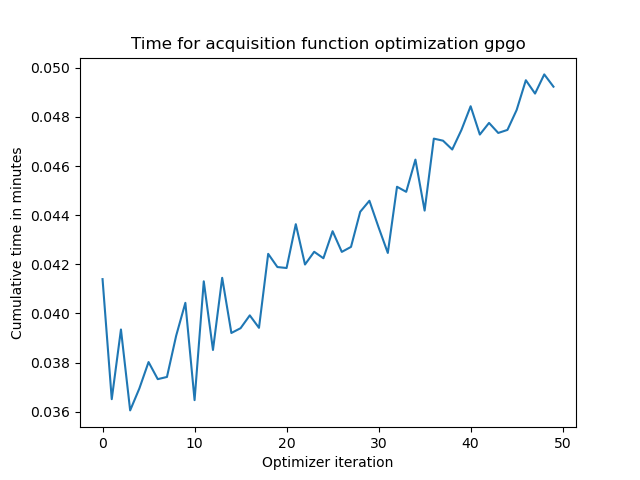 Time for acquisition function optimization gpgo
Cumulative time in minutes
0.050
0.048
0.046
0.044
0.042
0.040
0.038
0.036
0 10 20 30 40 50
Optimizer iteration